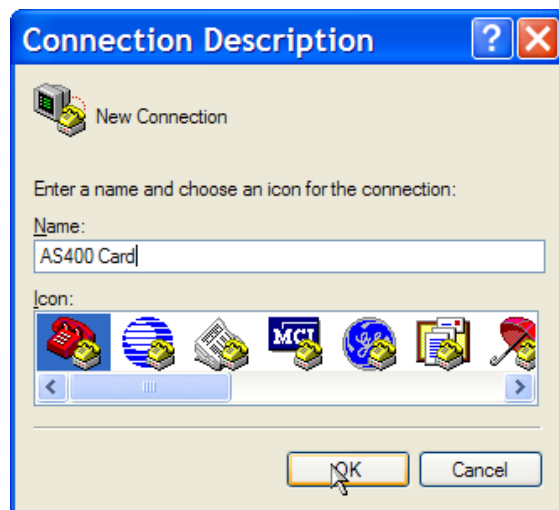 Connection Description
New Connection
Enter a name and choose an icon for the connection:
Name:
AS400 Card
Icon:
MCI
OK Cancel